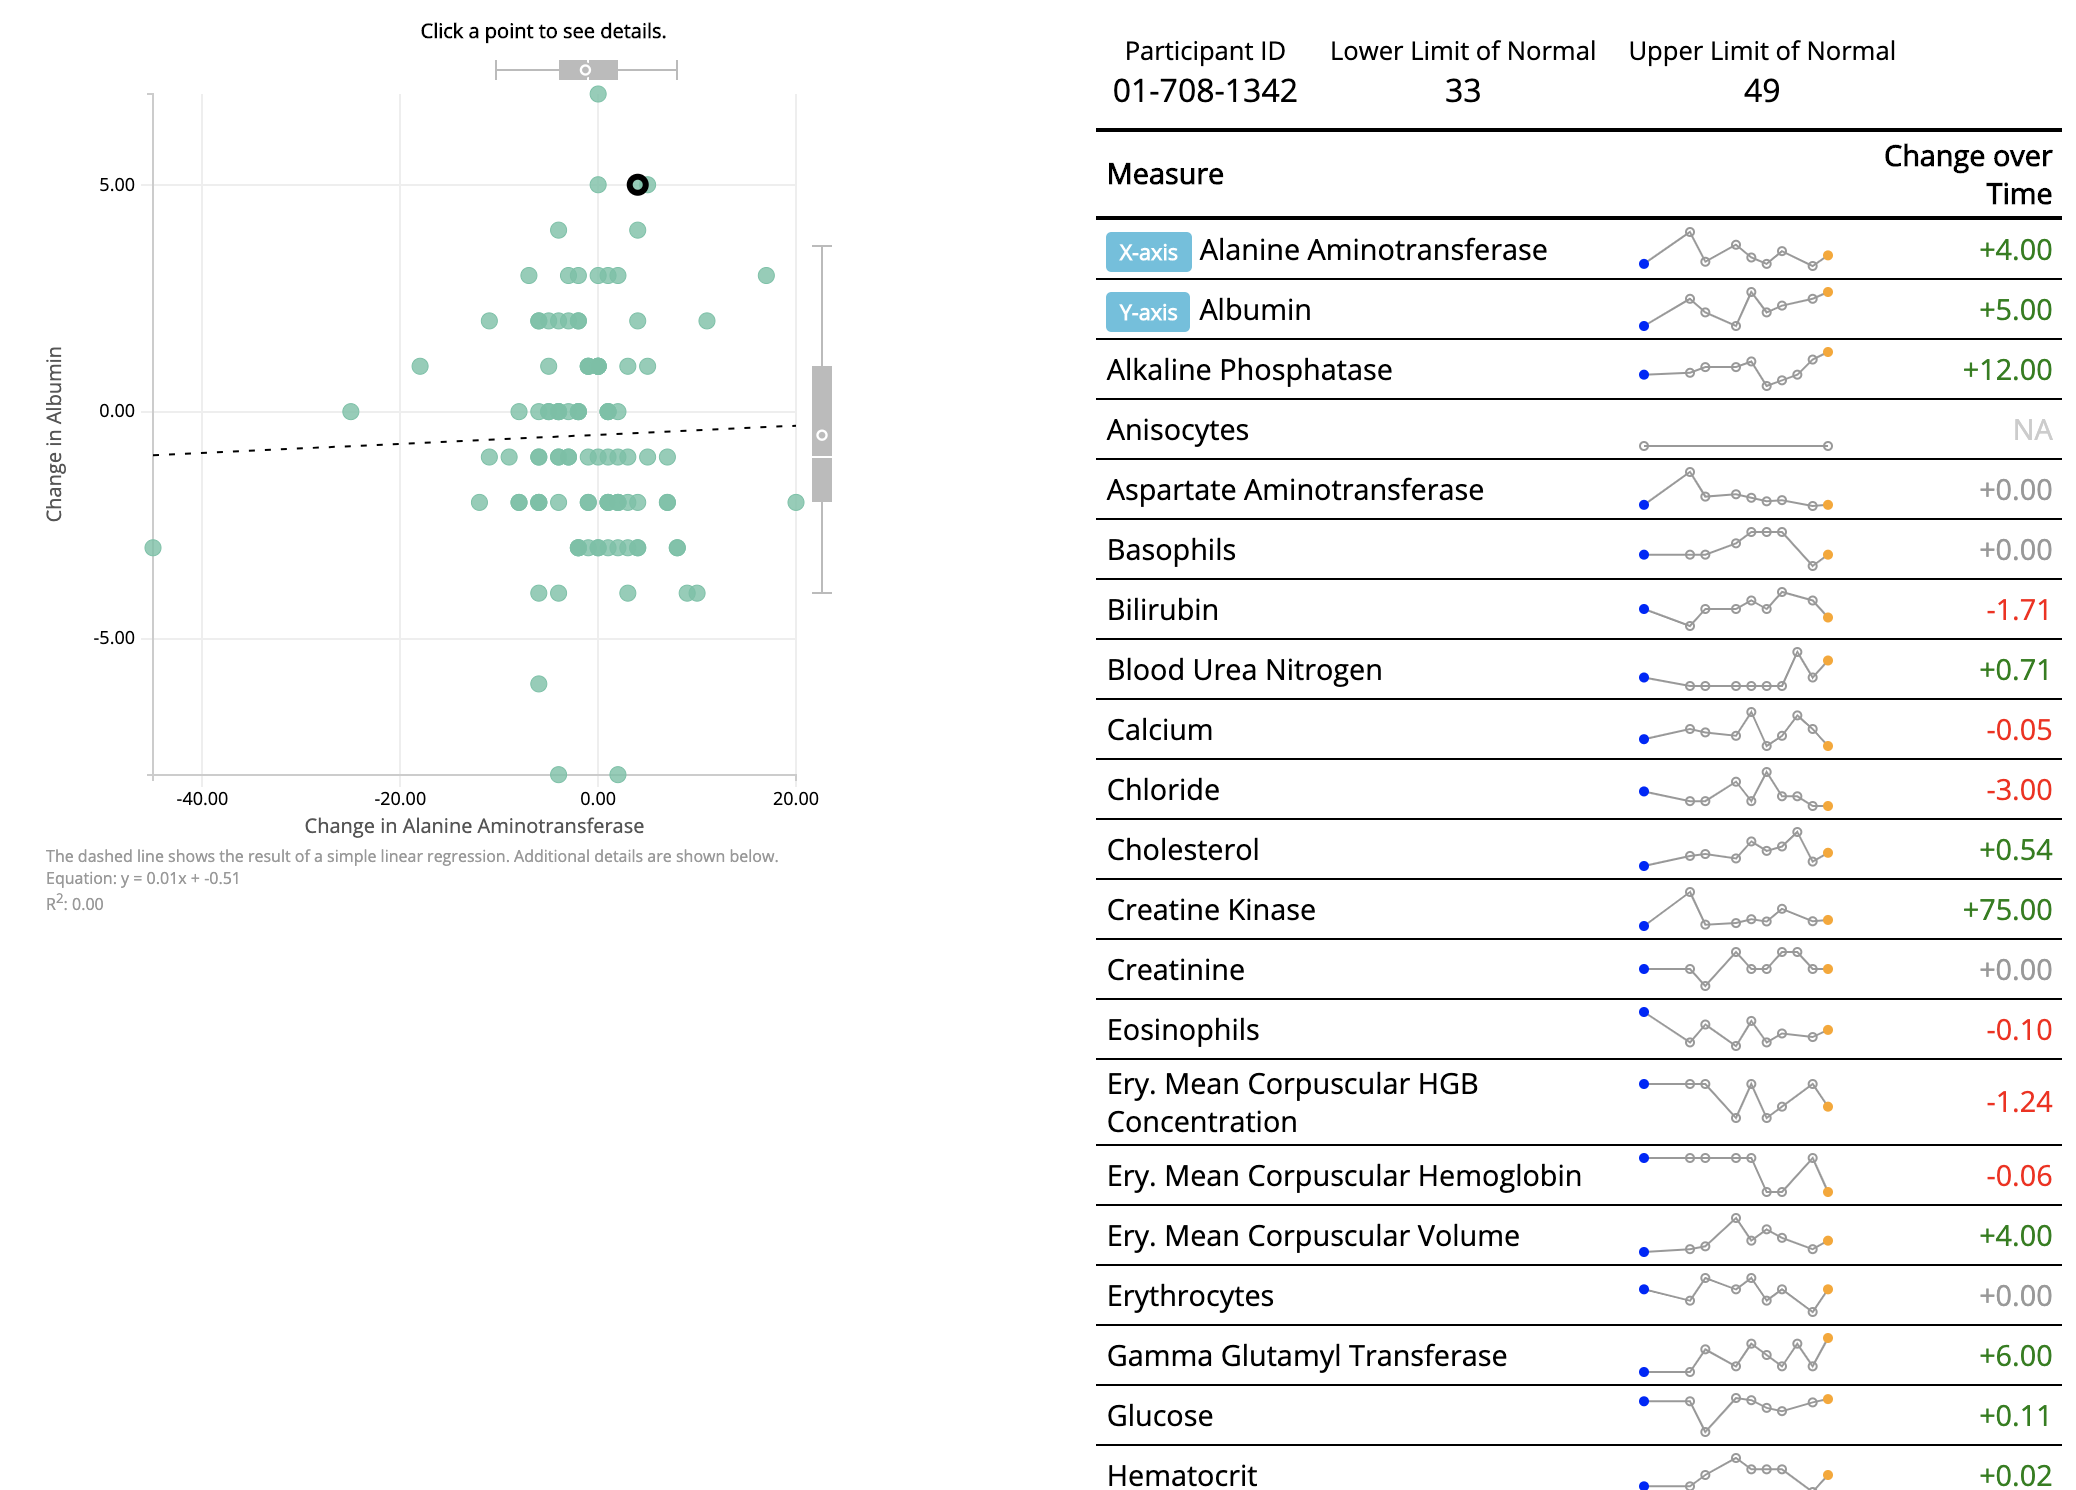 Click a point to see details.
5.00
0.00
-5.00
Change in Albumin
-40.00 -20.00 0.00 20.00
Change in Alanine Aminotransferase
The dashed line shows the result of a simple linear regression. Additional details are shown below.
Equation: y = 0.01x + -0.51
R²: 0.00
Participant ID Lower Limit of Normal Upper Limit of Normal
01-708-1342 33 49
Measure Change over
Time
X-axis Alanine Aminotransferase +4.00
Y-axis Albumin +5.00
Alkaline Phosphatase +12.00
Anisocytes NA
Aspartate Aminotransferase +0.00
Basophils +0.00
Bilirubin -1.71
Blood Urea Nitrogen +0.71
Calcium -0.05
Chloride -3.00
Cholesterol +0.54
Creatine Kinase +75.00
Creatinine +0.00
Eosinophils -0.10
Ery. Mean Corpuscular HGB
Concentration -1.24
Ery. Mean Corpuscular Hemoglobin -0.06
Ery. Mean Corpuscular Volume +4.00
Erythrocytes +0.00
Gamma Glutamyl Transferase +6.00
Glucose +0.11
Hematocrit +0.02